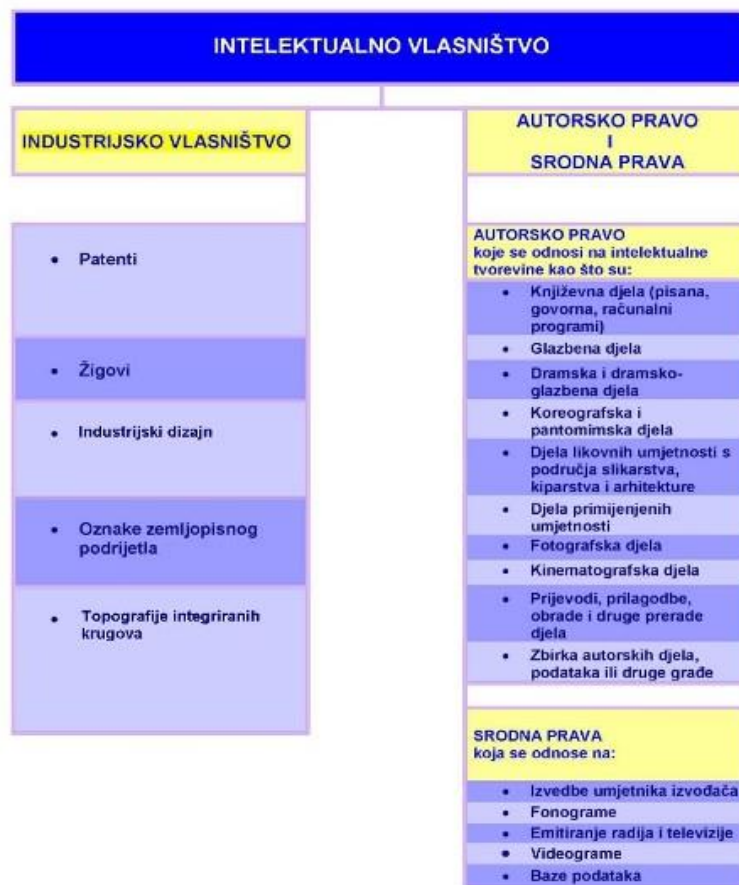 INTELEKTUALNO VLASNIŠTVO
INDUSTRIJSKO VLASNIŠTVO
• Patenti
• Žigovi
• Industrijski dizajn
• Oznake zemljopisnog
podrijetla
• Topografije integriranih
krugova
AUTORSKO PRAVO
I
SRODNA PRAVA
AUTORSKO PRAVO
koje se odnosi na intelektualne
tvorevine kao što su:
• Književna djela (pisana,
govorna, računalni
programi)
• Glazbena djela
• Dramska i dramsko-
glazbena djela
• Koreografska i
pantomimska djela
• Djela likovnih umjetnosti s
područja slikarstva,
kiparstva i arhitekture
• Djela primijenjenih
umjetnosti
• Fotografska djela
• Kinematografska djela
• Prijevodi, prilagodbe,
obrade i druge prerade
djela
• Zbirka autorskih djela,
podataka ili druge građe
SRODNA PRAVA
koja se odnose na:
• Izvedbe umjetnika izvođača
• Fonograme
• Emitiranje radija i televizije
• Videograme
• Baze podataka